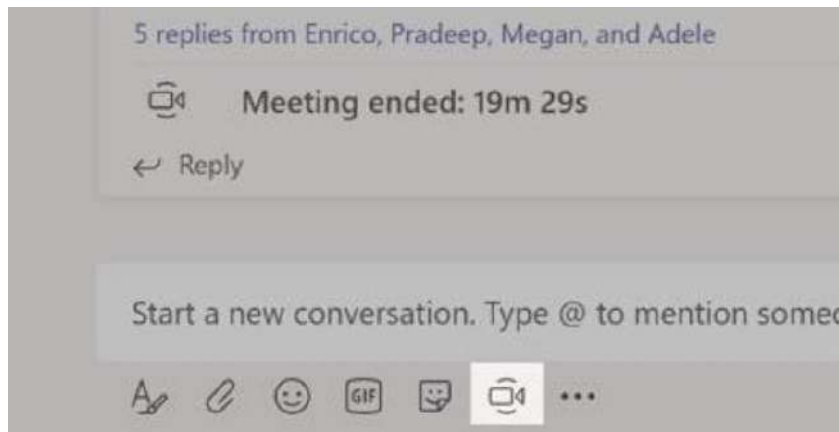 5 replies from Enrico, Pradeep, Megan, and Adele
Meeting ended: 19m 29s
Reply
Start a new conversation. Type @ to mention
GIF